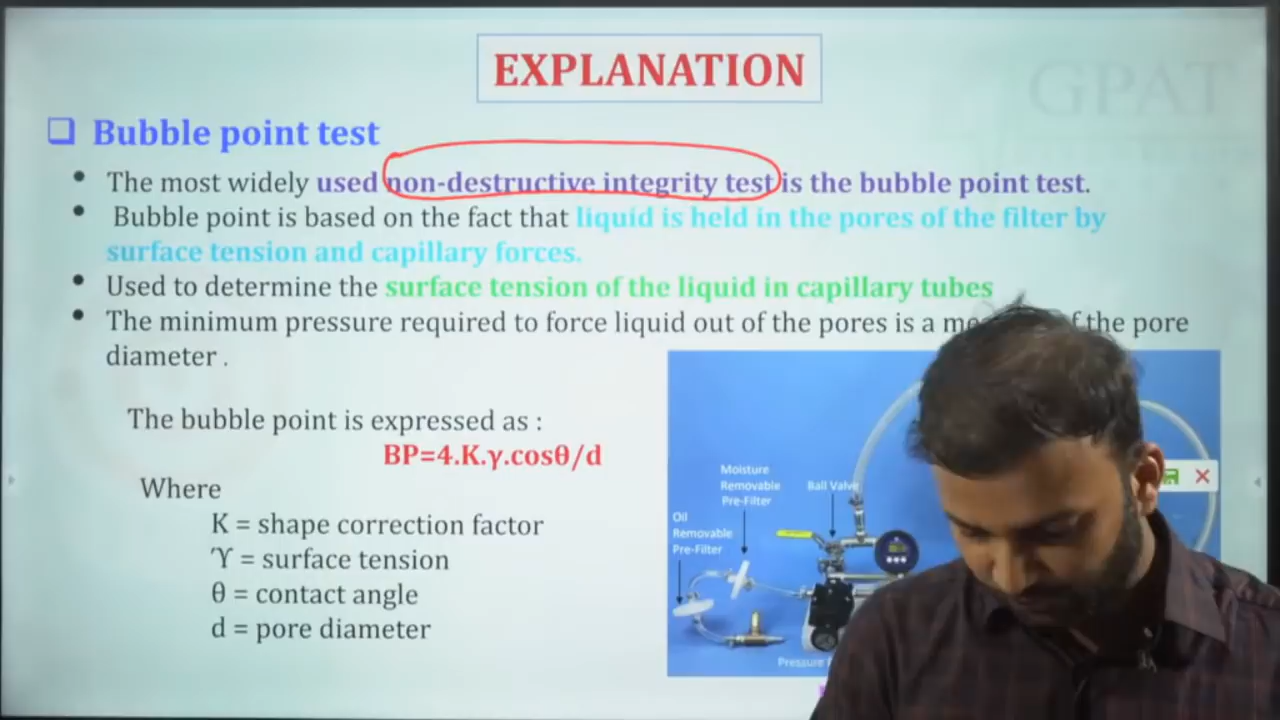 EXPLANATION
GPAT
❑ Bubble point test
• The most widely used non-destructive integrity test is the bubble point test.
• Bubble point is based on the fact that liquid is held in the pores of the filter by
surface tension and capillary forces.
• Used to determine the surface tension of the liquid in capillary tubes
• The minimum pressure required to force liquid out of the pores is a the pore
diameter .
The bubble point is expressed as :
BP=4.K.γ.cosθ/d
Where
K = shape correction factor
ϒ = surface tension
θ = contact angle
d = pore diameter
Moisture
Removable
Pre-Filter
Ball Valve
Oil
Removable
Pre-Filter
Pressure